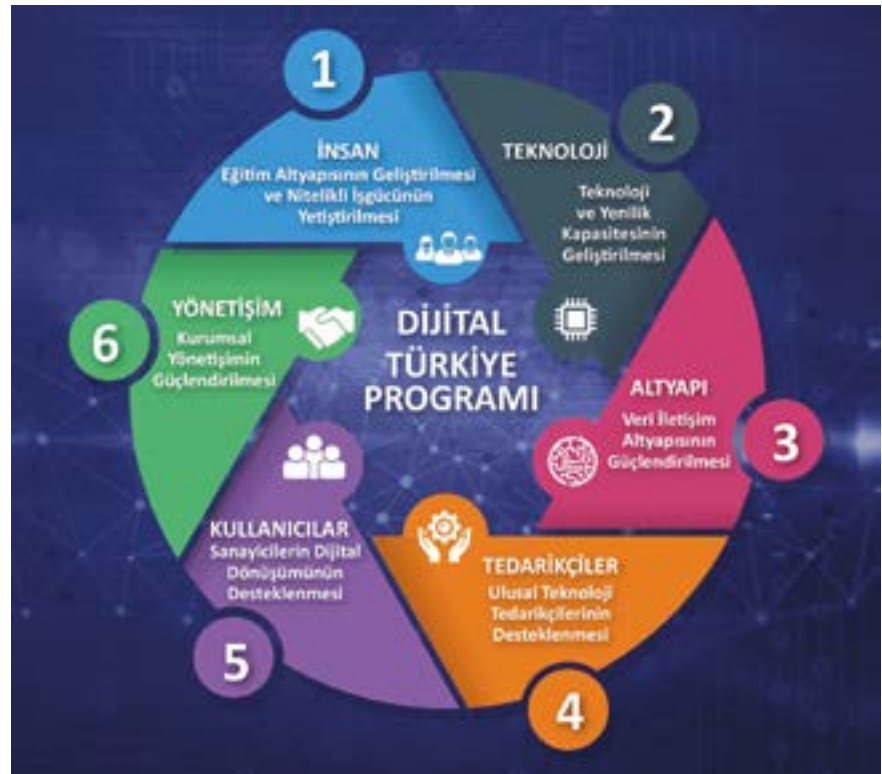 1
İNSAN
Eğitim Altyapısının Geliştirilmesi
ve Nitelikli İşgücünün
Yetiştirilmesi
2
TEKNOLOJİ
Teknoloji
ve Yenilik
Kapasitesinin
Geliştirilmesi
3
ALTYAPI
Veri İletişim
Altyapısının
Güçlendirilmesi
4
TEDARİKÇİLER
Ulusal Teknoloji
Tedarikçilerinin
Desteklenmesi
5
KULLANICILAR
Sanayicilerin Dijital
Dönüşümünün
Desteklenmesi
6
YÖNETİŞİM
Kurumsal
Yönetişimin
Güçlendirilmesi
DİJİTAL
TÜRKİYE
PROGRAMI